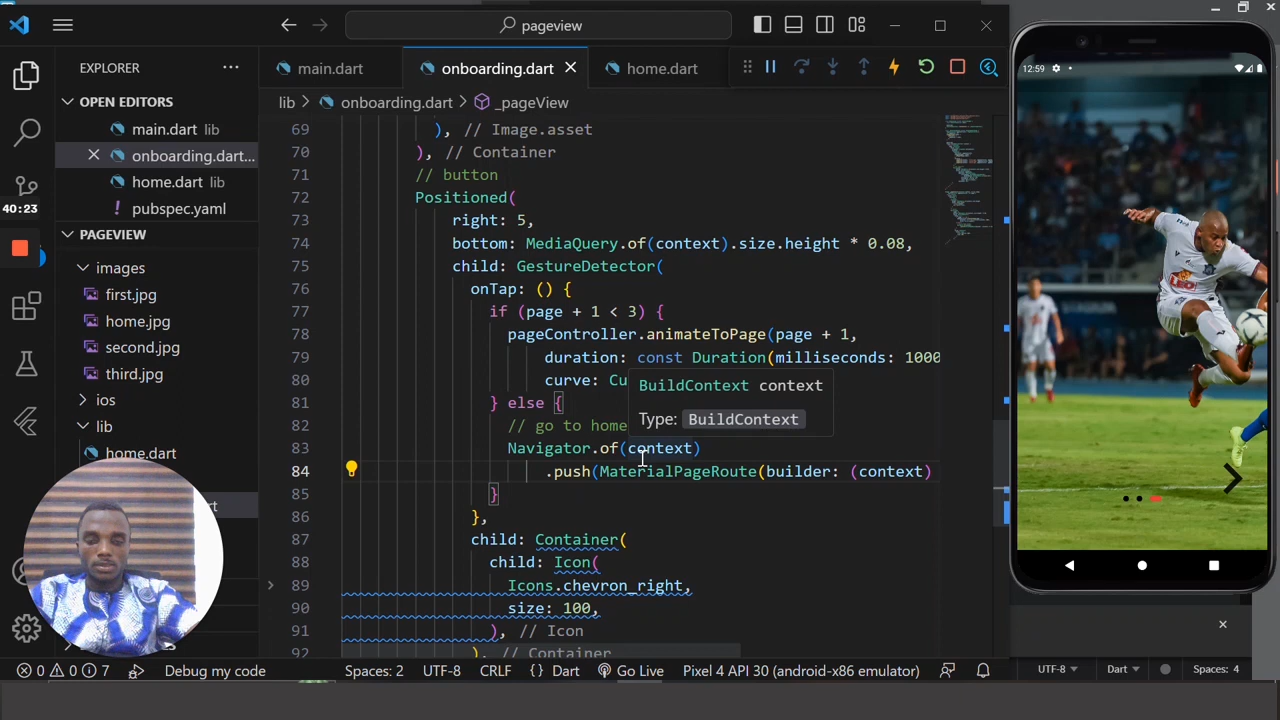 pageview
EXPLORER
main.dart
onboarding.dart
home.dart
OPEN EDITORS
lib
onboarding.dart
_pageView
main.dart lib
onboarding.dart...
home.dart lib
pubspec.yaml
40:23
PAGEVIEW
images
first.jpg
home.jpg
second.jpg
third.jpg
ios
lib
home.dart
69 ), // Image.asset
70 ), // Container
71 // button
72 Positioned(
73 right: 5,
74 bottom: MediaQuery.of(context).size.height * 0.08,
75 child: GestureDetector(
76 onTap: () {
77 if (page + 1 < 3) {
78 pageController.animateToPage(page + 1,
79 duration: const Duration(milliseconds: 1000
80 curve: Cu
81 } else {
82 // go to home
83 Navigator.of(context)
84 .push(MaterialPageRoute(builder: (context)
85 }
86 },
87 child: Container(
88 child: Icon(
89 Icons.chevron_right,
90 size: 100,
91 ), // Icon
92 ), // Container
BuildContext context
Type: BuildContext
12:59
0 0 7
Debug my code
Spaces: 2
UTF-8
CRLF
{} Dart
Go Live
Pixel 4 API 30 (android-x86 emulator)
UTF-8
Dart
Spaces: 4